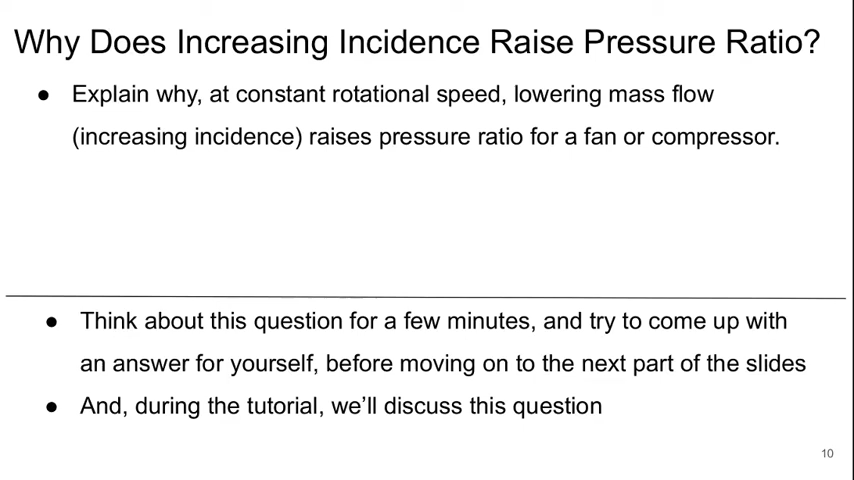 Why Does Increasing Incidence Raise Pressure Ratio?
● Explain why, at constant rotational speed, lowering mass flow
(increasing incidence) raises pressure ratio for a fan or compressor.
● Think about this question for a few minutes, and try to come up with
an answer for yourself, before moving on to the next part of the slides
● And, during the tutorial, we’ll discuss this question
10